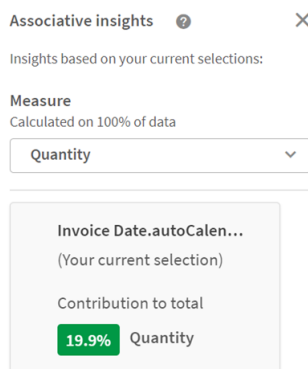 Associative insights
Insights based on your current selections:
Measure
Calculated on 100% of data
Quantity
Invoice Date.autoCalen...
(Your current selection)
Contribution to total
19.9% Quantity